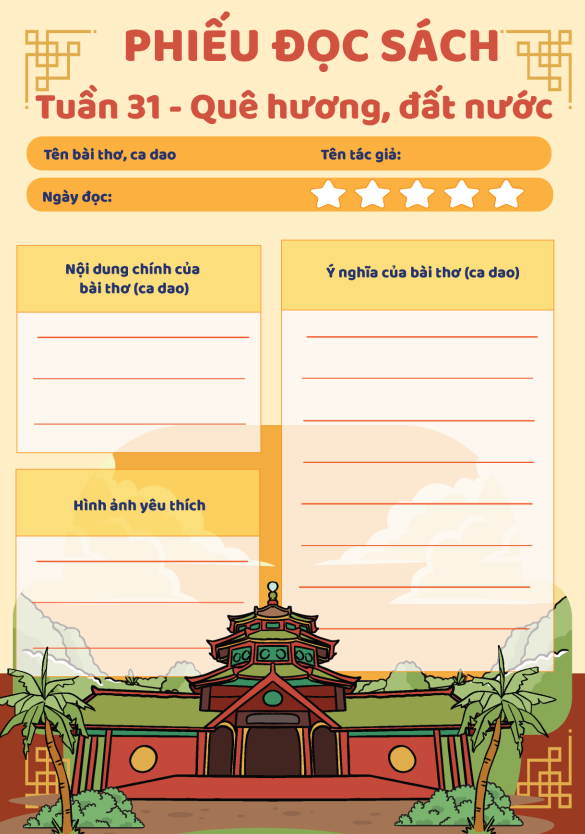 PHIẾU ĐỌC SÁCH
Tuần 31 - Quê hương, đất nước
Tên bài thơ, ca dao
Tên tác giả:
Ngày đọc:
Nội dung chính của
bài thơ (ca dao)
Ý nghĩa của bài thơ (ca dao)
Hình ảnh yêu thích